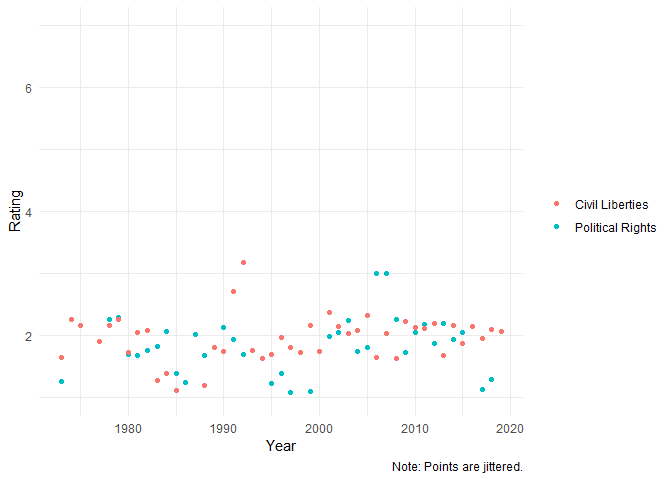 6
4
2
Rating
1980 1990 2000 2010 2020
Year
Civil Liberties
Political Rights
Note: Points are jittered.